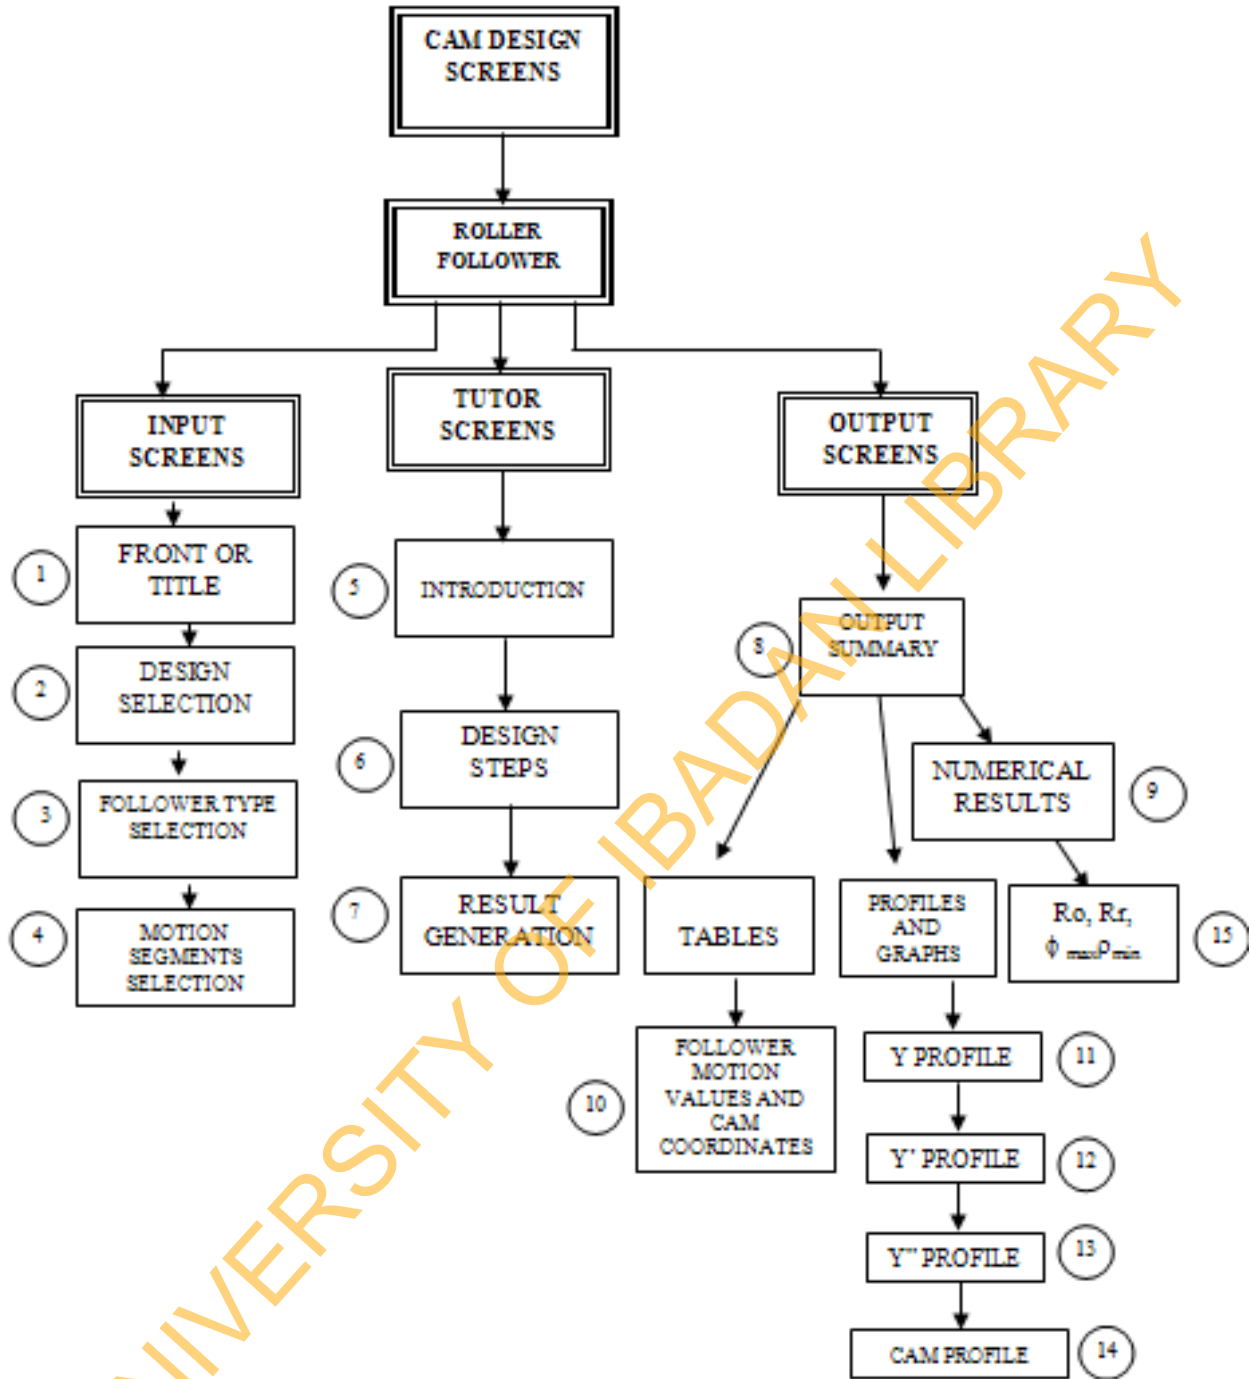 CAM DESIGN
SCREENS
ROLLER
FOLLOWER
INPUT
SCREENS
TUTOR
SCREENS
OUTPUT
SCREENS
1
FRONT OR
TITLE
2
DESIGN
SELECTION
3
FOLLOWER TYPE
SELECTION
4
MOTION
SEGMENTS
SELECTION
5
INTRODUCTION
6
DESIGN
STEPS
7
RESULT
GENERATION
8
OUTPUT
SUMMARY
NUMERICAL
RESULTS
9
TABLES
PROFILES
AND
GRAPHS
Ro, Rr,
ϕ max ρ min
15
10
FOLLOWER
MOTION
VALUES AND
CAM
COORDINATES
Y PROFILE
11
Y' PROFILE
12
Y'' PROFILE
13
CAM PROFILE
14
NIVERSITY OF IBADAN LIBRARY